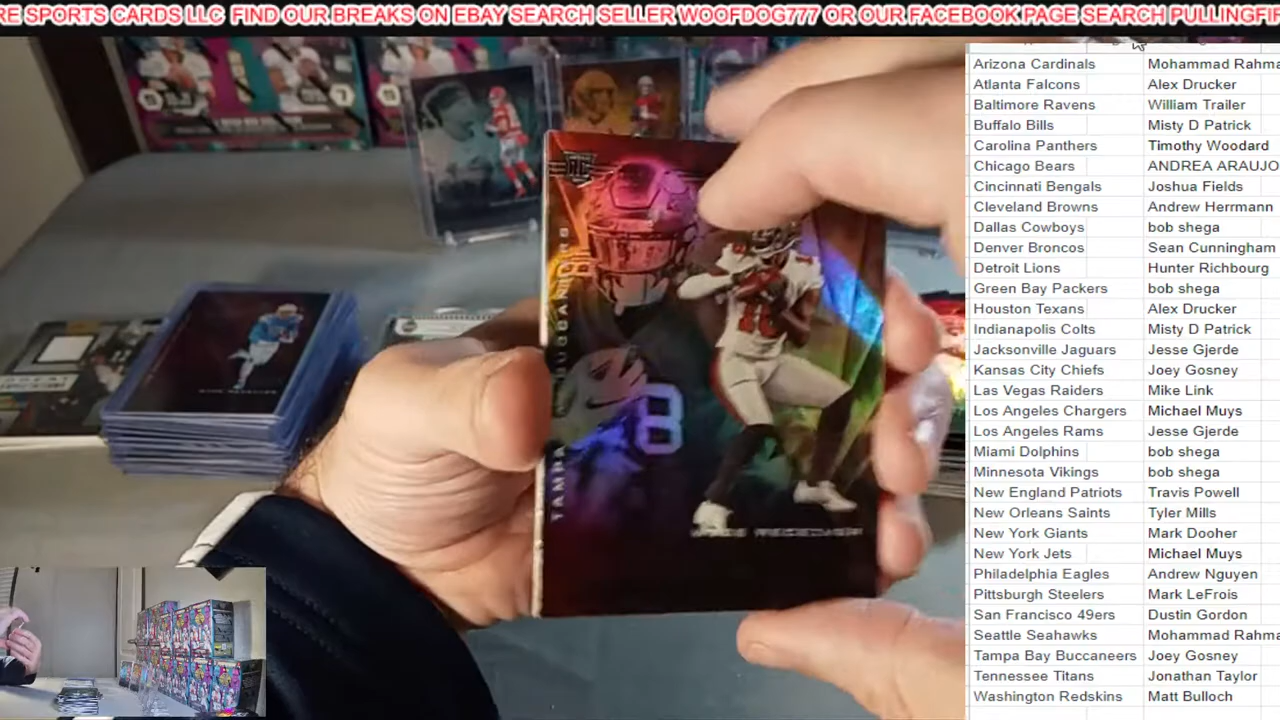 RE SPORTS CARDS LLC FIND OUR BREAKS ON EBAY SEARCH SELLER WOOFDOG777 OR OUR FACEBOOK PAGE SEARCH PULLINGFI
Arizona Cardinals Mohammad Rahma
Atlanta Falcons Alex Drucker
Baltimore Ravens William Trailer
Buffalo Bills Misty D Patrick
Carolina Panthers Timothy Woodard
Chicago Bears ANDREA ARAUJO
Cincinnati Bengals Joshua Fields
Cleveland Browns Andrew Herrmann
Dallas Cowboys bob shega
Denver Broncos Sean Cunningham
Detroit Lions Hunter Richbourg
Green Bay Packers bob shega
Houston Texans Alex Drucker
Indianapolis Colts Misty D Patrick
Jacksonville Jaguars Jesse Gjerde
Kansas City Chiefs Joey Gosney
Las Vegas Raiders Mike Link
Los Angeles Chargers Michael Muys
Los Angeles Rams Jesse Gjerde
Miami Dolphins bob shega
Minnesota Vikings bob shega
New England Patriots Travis Powell
New Orleans Saints Tyler Mills
New York Giants Mark Dooher
New York Jets Michael Muys
Philadelphia Eagles Andrew Nguyen
Pittsburgh Steelers Mark LeFrois
San Francisco 49ers Dustin Gordon
Seattle Seahawks Mohammad Rahma
Tampa Bay Buccaneers Joey Gosney
Tennessee Titans Jonathan Taylor
Washington Redskins Matt Bulloch
RC
TAMPA
8
18